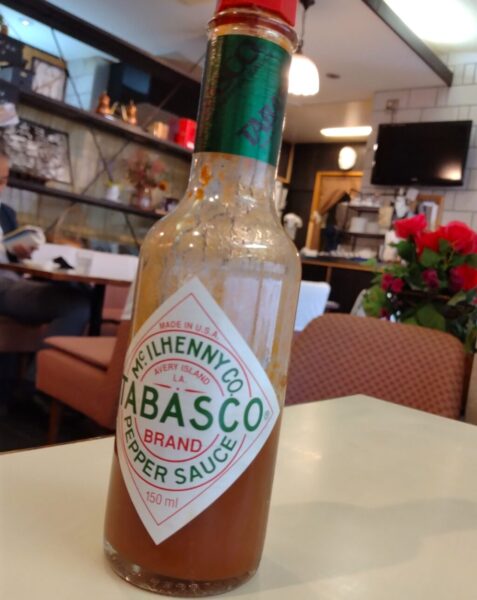 MADE IN U.S.A.
McILHENNY CO.
AVERY ISLAND
LA.
TABASCO®
BRAND
PEPPER SAUCE
150 ml